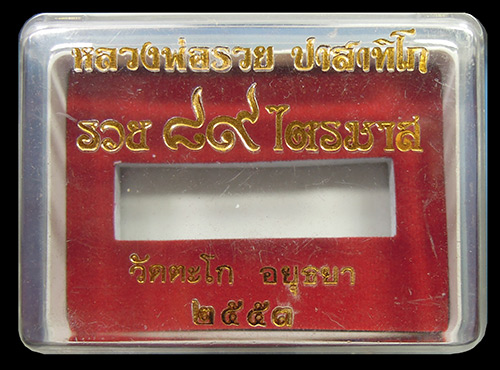 หลวงพ่อรวย ปาสาทิโก
รวย ๘๙ ไตรมาส
วัดตะโก อยุธยา
๒๕๕๑